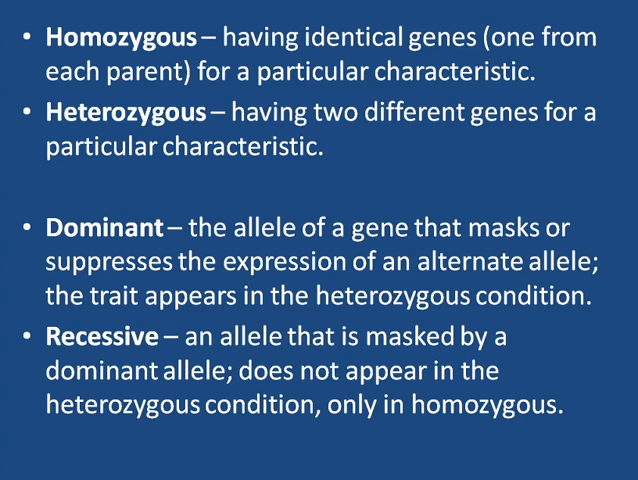 • Homozygous – having identical genes (one from
each parent) for a particular characteristic.
• Heterozygous – having two different genes for a
particular characteristic.
• Dominant – the allele of a gene that masks or
suppresses the expression of an alternate allele;
the trait appears in the heterozygous condition.
• Recessive – an allele that is masked by a
dominant allele; does not appear in the
heterozygous condition, only in homozygous.